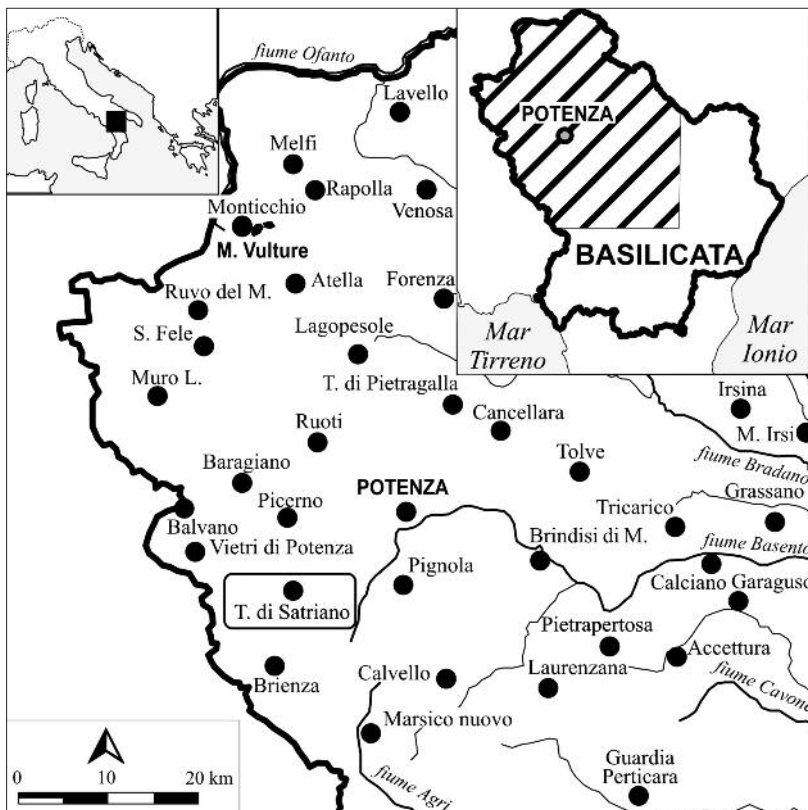 fiume Ofanto
Lavello
Melfi
Rapolla
Venosa
Monticchio
M. Vulture
POTENZA
BASILICATA
Mar
Tirreno
Mar
Ionio
Atella
Forenza
Ruvo del M.
S. Fele
Lagopesole
Muro L.
T. di Pietragalla
Cancellara
Irsina
M. Irsi
Ruoti
Tolve
fiume Bradano
Baragiano
Picerno
POTENZA
Tricarico
Grassano
Balvano
Vietri di Potenza
Brindisi di M.
fiume Basento
Pignola
Calciano
Garaguso
T. di Satriano
Pietrapertosa
Accettura
Brienza
Calvello
Laurenzana
fiume Cavone
Marsico nuovo
fiume Agri
Guardia
Perticara
0 10 20 km